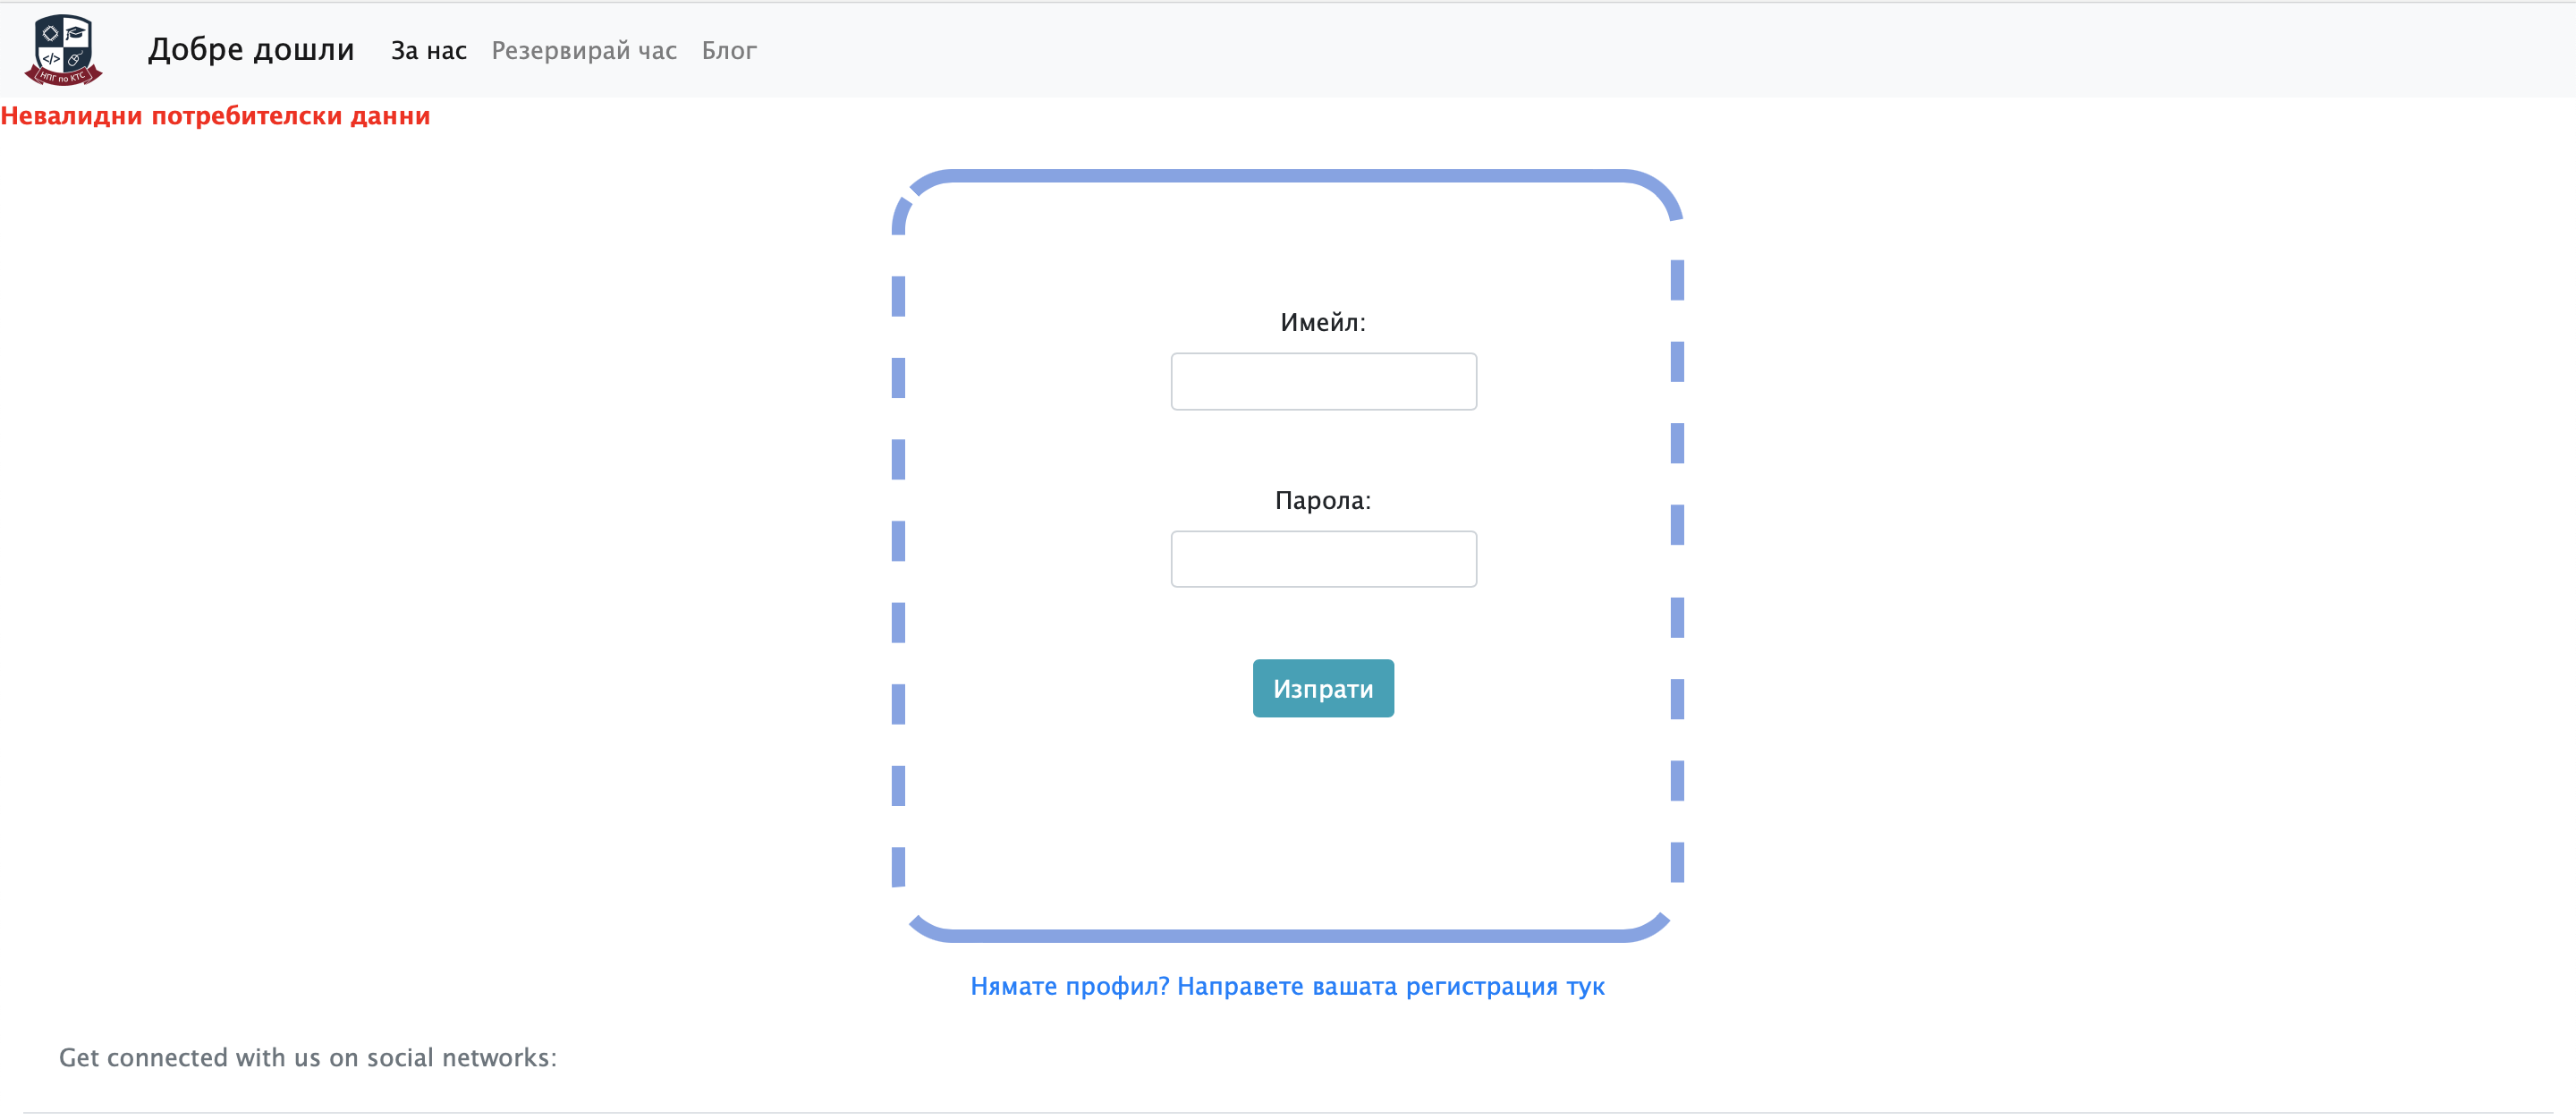 НПГ по КТС
Добре дошли За нас Резервирай час Блог
Невалидни потребителски данни
Имейл:
Парола:
Изпрати
Нямате профил? Направете вашата регистрация тук
Get connected with us on social networks: